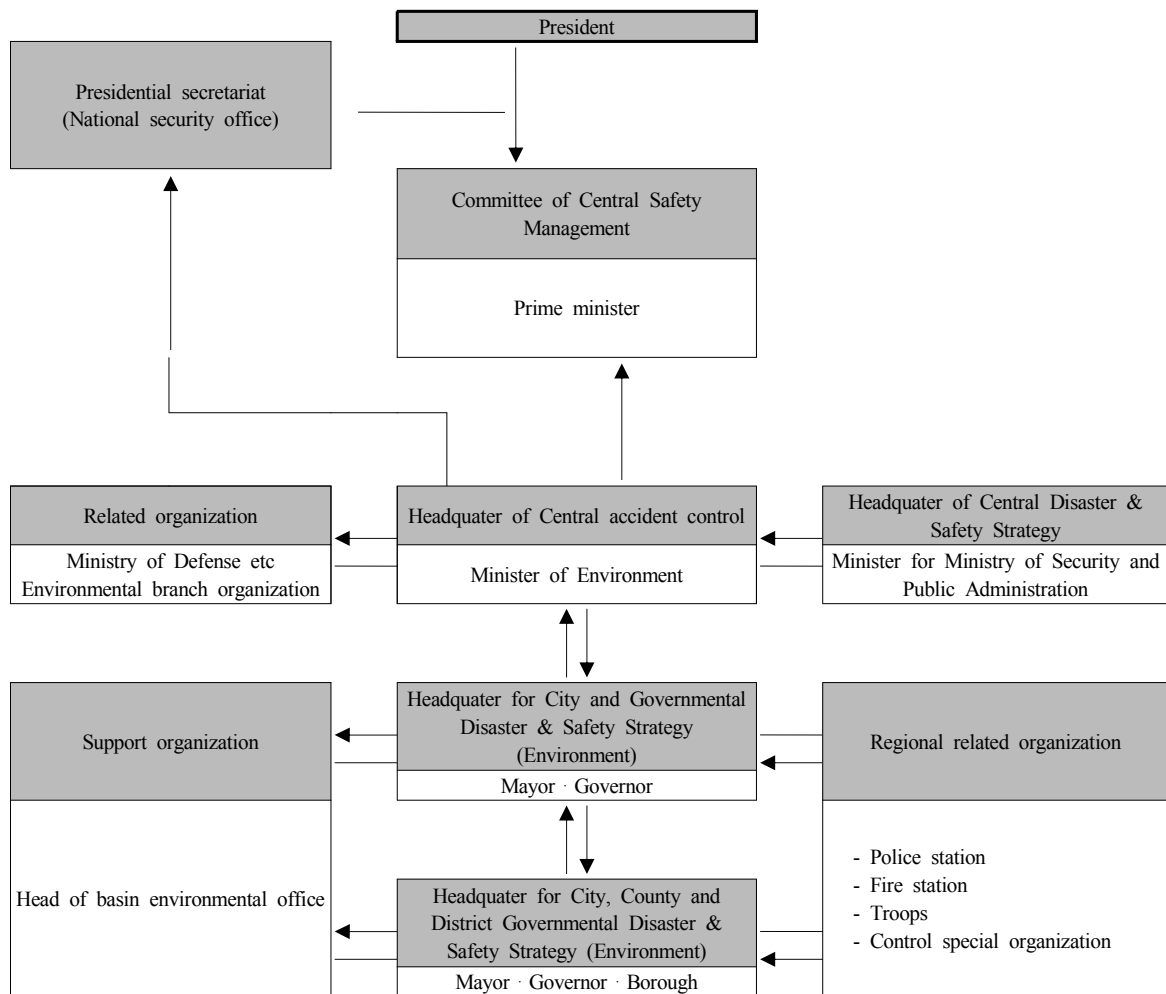 President
Presidential secretariat
(National security office)
Committee of Central Safety
Management
Prime minister
Related organization
Ministry of Defense etc
Environmental branch organization
Headquater of Central accident control
Minister of Environment
Headquater of Central Disaster &
Safety Strategy
Minister for Ministry of Security and
Public Administration
Support organization
Head of basin environmental office
Headquater for City and Governmental
Disaster & Safety Strategy
(Environment)
Mayor · Governor
Regional related organization
- Police station
- Fire station
- Troops
- Control special organization
Headquater for City, County and
District Governmental Disaster &
Safety Strategy (Environment)
Mayor · Governor · Borough